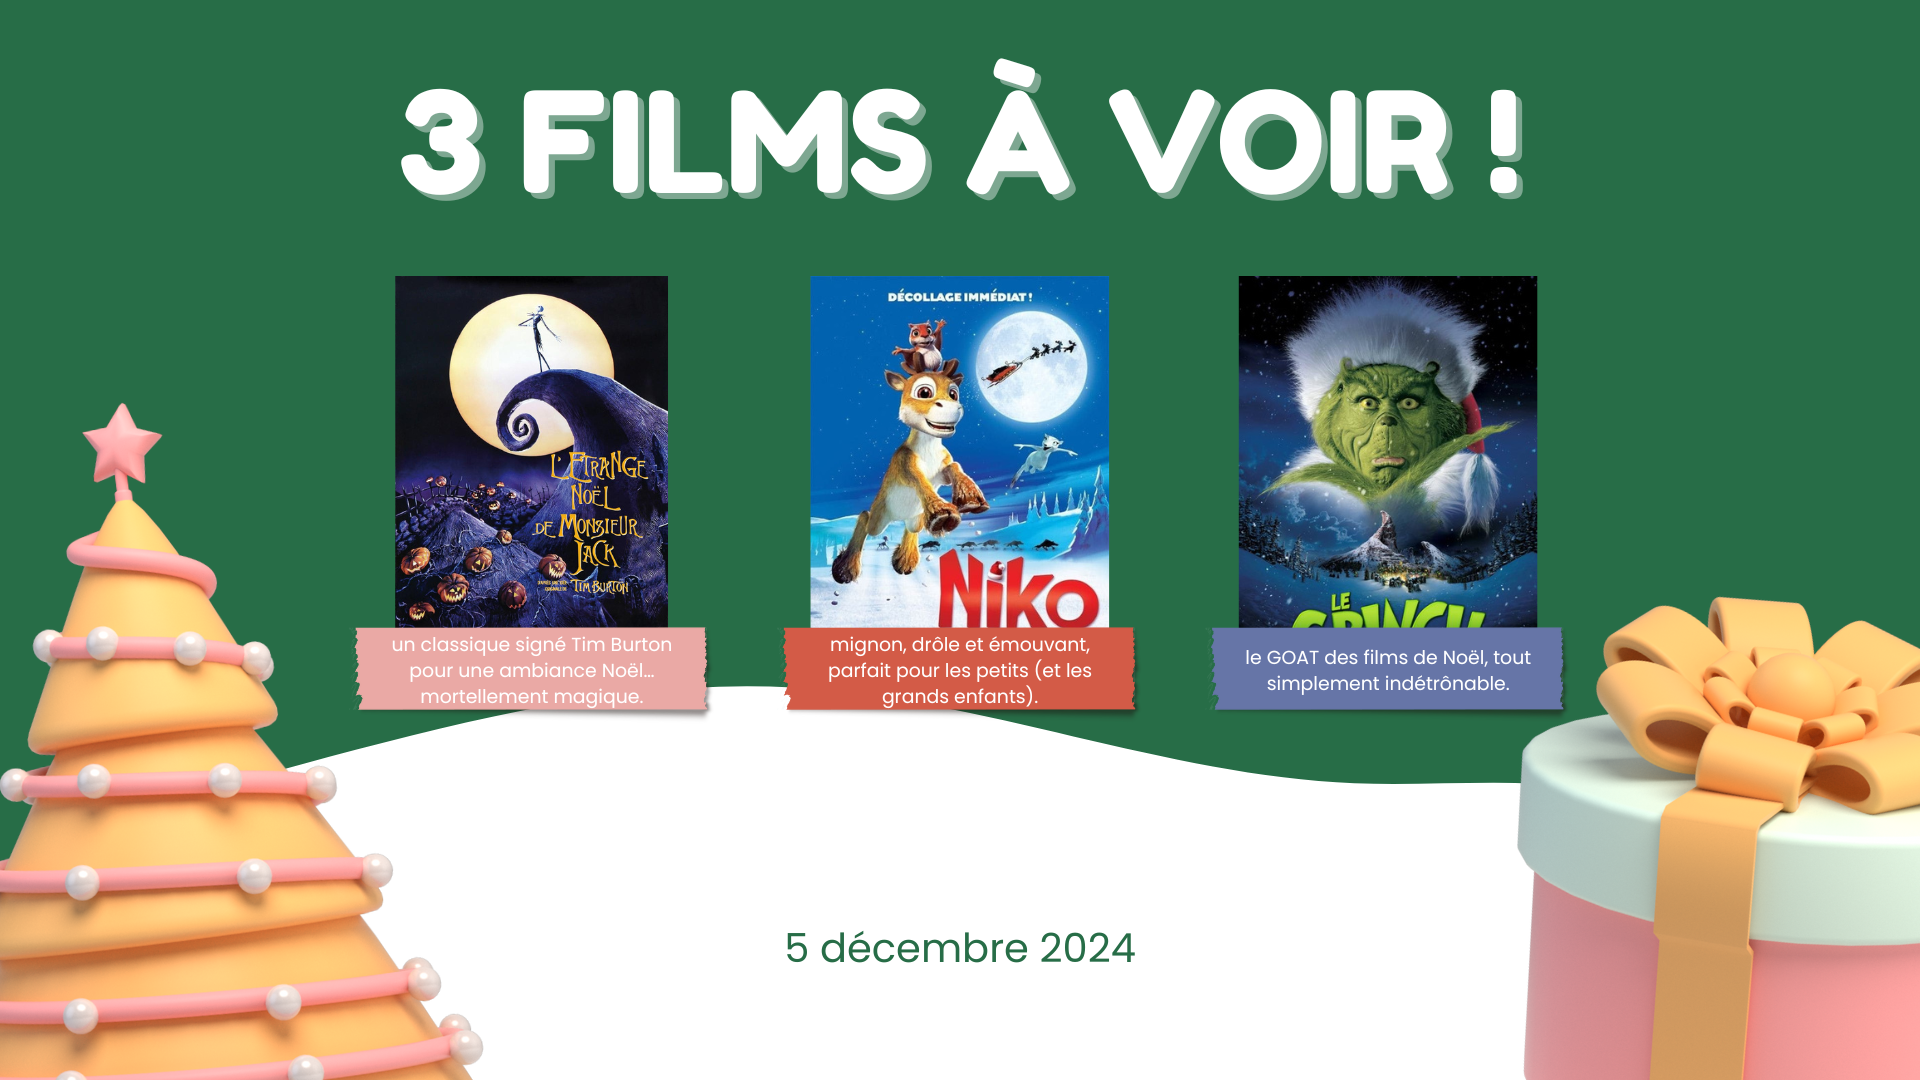 3 FILMS À VOIR !
L'ÉTRANGE
NOËL
DE MONSIEUR
JACK
TIM BURTON
un classique signé Tim Burton
pour une ambiance Noël...
mortellement magique.
DÉCOLLAGE IMMÉDIAT !
Niko
mignon, drôle et émouvant,
parfait pour les petits (et les
grands enfants).
LE
GRINCH
le GOAT des films de Noël, tout
simplement indétrônable.
5 décembre 2024